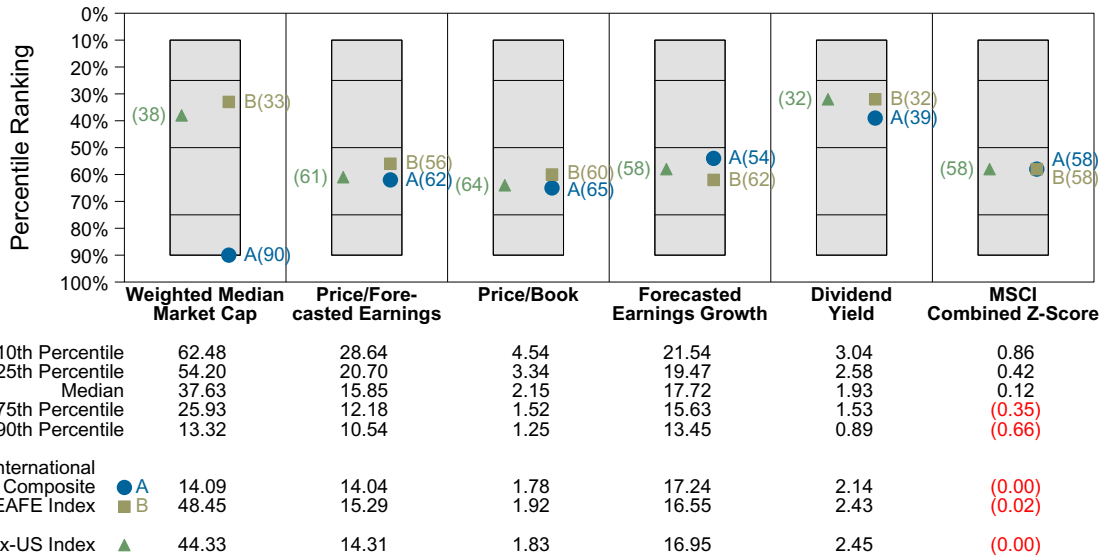 0%
10%
20%
30%
40%
50%
60%
70%
80%
90%
100%
Percentile Ranking
(38)
B(33)
A(90)
(61)
B(56)
A(62)
(64)
B(60)
A(65)
(58)
A(54)
B(62)
(32)
B(32)
A(39)
(58)
A(58)
B(58)
Weighted Median Market Cap
Price/Fore-casted Earnings
Price/Book
Forecasted Earnings Growth
Dividend Yield
MSCI Combined Z-Score
10th Percentile 62.48 28.64 4.54 21.54 3.04 0.86
25th Percentile 54.20 20.70 3.34 19.47 2.58 0.42
Median 37.63 15.85 2.15 17.72 1.93 0.12
75th Percentile 25.93 12.18 1.52 15.63 1.53 (0.35)
90th Percentile 13.32 10.54 1.25 13.45 0.89 (0.66)
nternational
Composite A 14.09 14.04 1.78 17.24 2.14 (0.00)
EAFE Index B 48.45 15.29 1.92 16.55 2.43 (0.02)
x-US Index 44.33 14.31 1.83 16.95 2.45 (0.00)